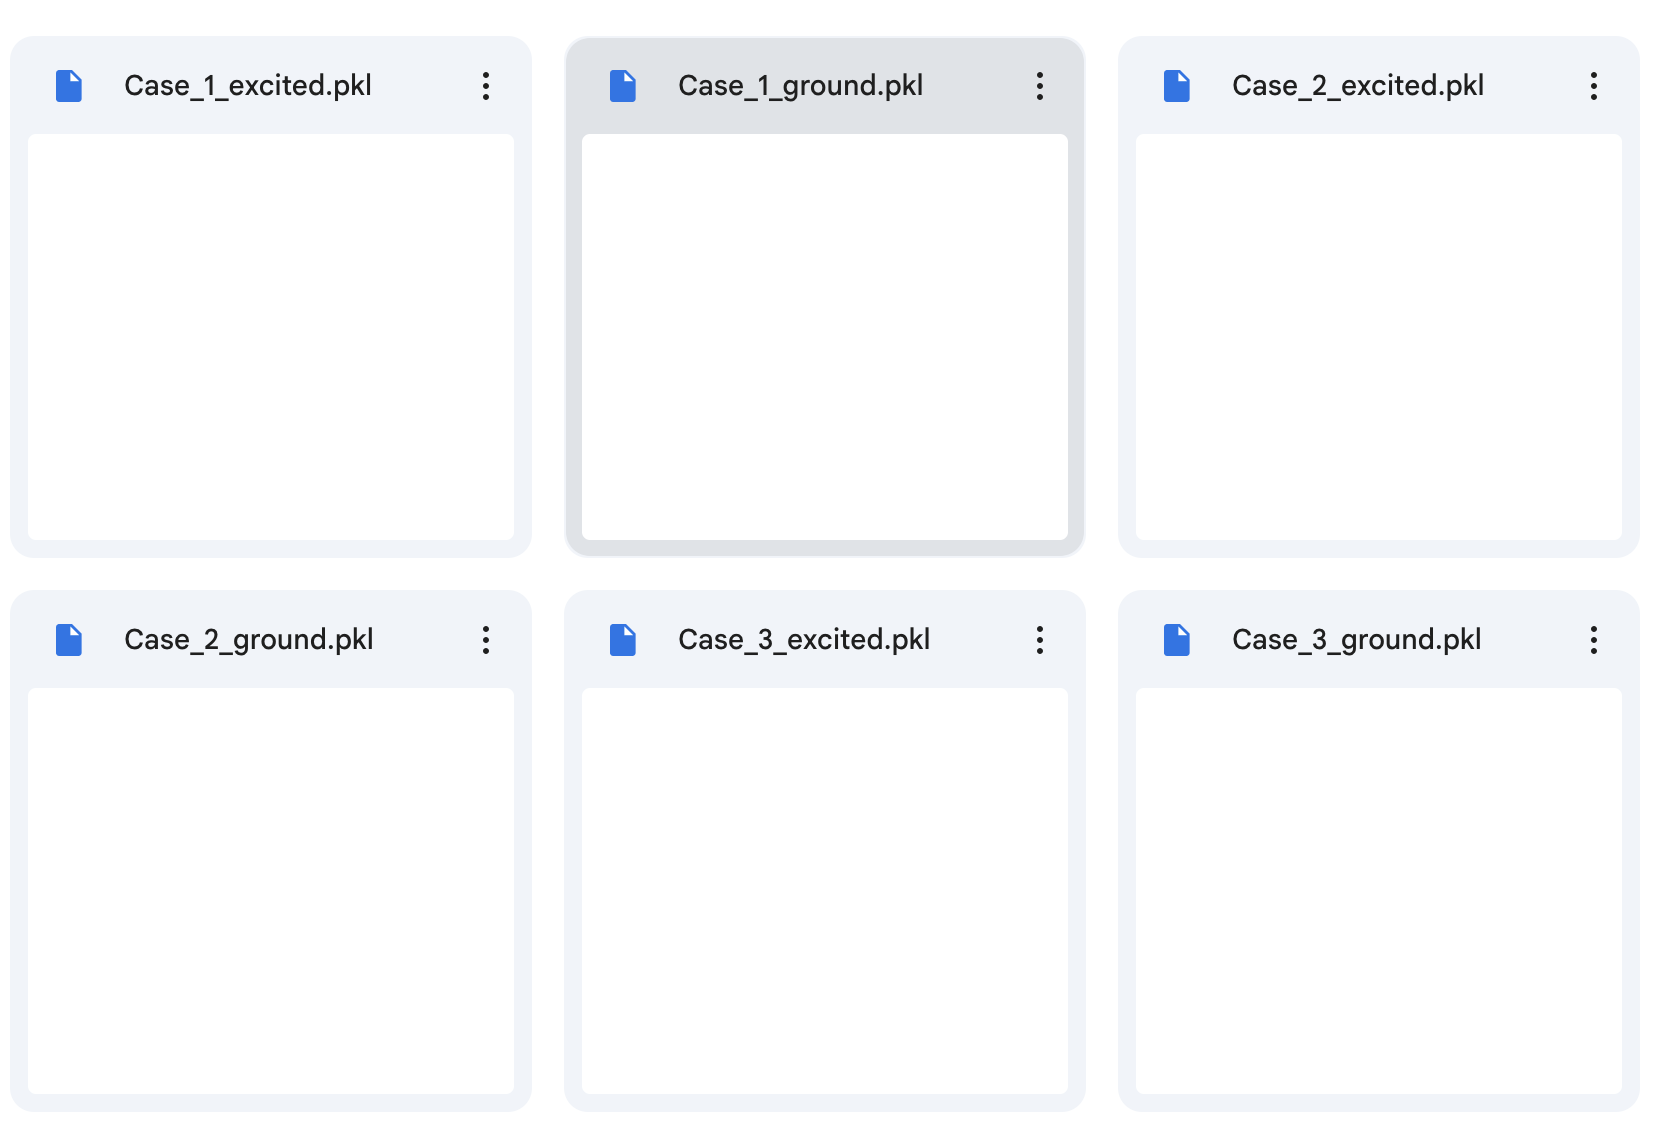 Case_1_excited.pkl
Case_1_ground.pkl
Case_2_excited.pkl
Case_2_ground.pkl
Case_3_excited.pkl
Case_3_ground.pkl